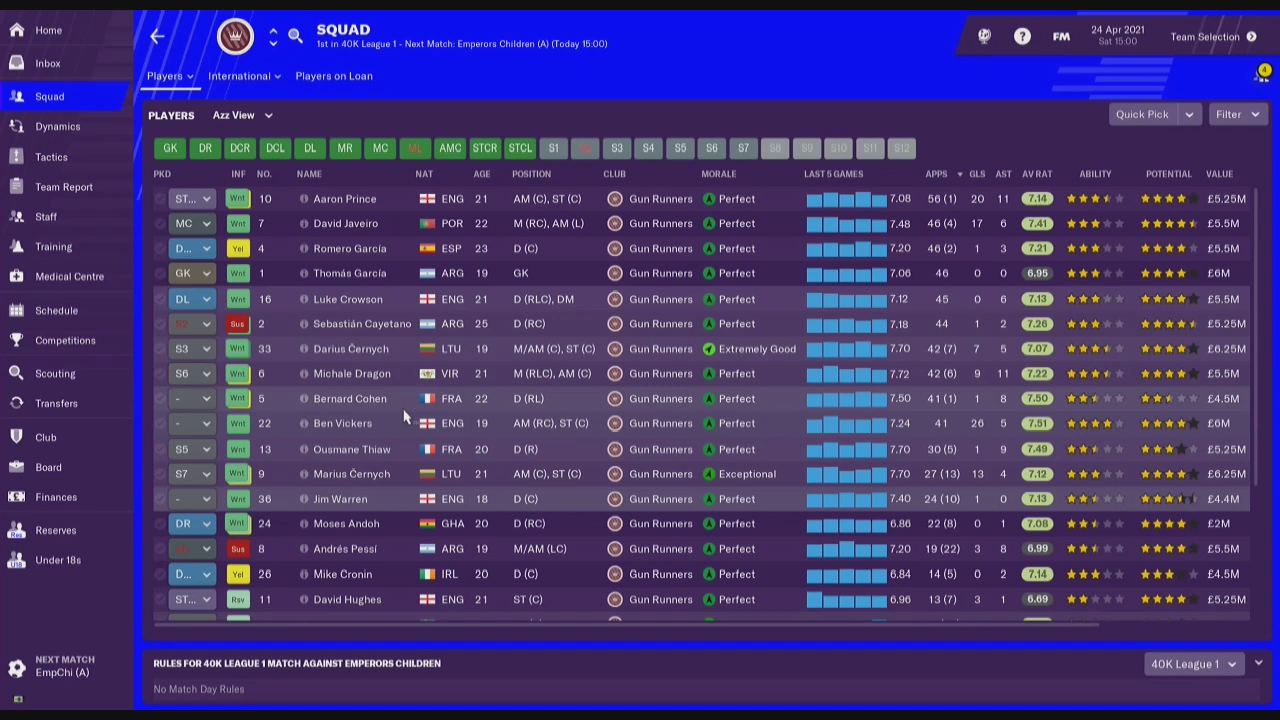 Home
Inbox
Squad
Dynamics
Tactics
Team Report
Staff
Training
Medical Centre
Schedule
Competitions
Scouting
Transfers
Club
Board
Finances
Reserves
Under 18s
NEXT MATCH
EmpChi (A)
SQUAD
1st in 40K League 1 - Next Match: Emperors Children (A) (Today 15:00)
FM
24 Apr 2021
Sat 15:00
Team Selection
4
Players International Players on Loan
PLAYERS Azz View Quick Pick Filter
GK DR DCR DCL DL MR MC ML AMC STCR STCL S1 S3 S4 S5 S6 S7 S8 S9 S10 S11 S12
PKD INF NO. NAME NAT AGE POSITION CLUB MORALE LAST 5 GAMES APPS GLS AST AV RAT ABILITY POTENTIAL VALUE
ST... Wnt 10 Aaron Prince ENG 21 AM (C), ST (C) Gun Runners Perfect 7.08 56 (1) 20 11 7.14 £5.25M
MC Wnt 7 David Javeiro POR 22 M (RC), AM (L) Gun Runners Perfect 7.48 46 (4) 17 6 7.41 £5.5M
D... Yel 4 Romero García ESP 23 D (C) Gun Runners Perfect 7.20 46 (2) 1 3 7.21 £5.5M
GK Wnt 1 Thomás García ARG 19 GK Gun Runners Perfect 7.06 46 0 0 6.95 £6M
DL Wnt 16 Luke Crowson ENG 21 D (RLC), DM Gun Runners Perfect 7.12 45 0 6 7.13 £5.5M
S2 Sus 2 Sebastián Cayetano ARG 25 D (RC) Gun Runners Perfect 7.18 44 1 2 7.26 £5.25M
S3 Wnt 33 Darius Černych LTU 19 M/AM (C), ST (C) Gun Runners Extremely Good 7.70 42 (7) 7 5 7.07 £6.25M
S6 Wnt 6 Michale Dragon VIR 21 M (RLC), AM (C) Gun Runners Perfect 7.72 42 (6) 9 11 7.22 £5.5M
- Wnt 5 Bernard Cohen FRA 22 D (RL) Gun Runners Perfect 7.50 41 (1) 1 8 7.50 £4.5M
- Wnt 22 Ben Vickers ENG 19 AM (RC), ST (C) Gun Runners Perfect 7.24 41 26 5 7.51 £6M
S5 Wnt 13 Ousmane Thiaw FRA 20 D (R) Gun Runners Perfect 7.70 30 (5) 1 9 7.49 £5.25M
S7 Wnt 9 Marius Černych LTU 21 AM (C), ST (C) Gun Runners Exceptional 7.70 27 (13) 13 4 7.12 £6.25M
- Wnt 36 Jim Warren ENG 18 D (C) Gun Runners Perfect 7.40 24 (10) 1 0 7.13 £4.4M
DR Wnt 24 Moses Andoh GHA 20 D (RC) Gun Runners Perfect 6.86 22 (8) 0 1 7.08 £2M
Sus 8 Andrés Pessí ARG 19 M/AM (LC) Gun Runners Perfect 7.20 19 (22) 3 8 6.99 £5.5M
D... Yel 26 Mike Cronin IRL 20 D (C) Gun Runners Perfect 6.84 14 (5) 0 2 7.14 £4.5M
ST... Rsv 11 David Hughes ENG 21 ST (C) Gun Runners Perfect 6.96 13 (7) 3 1 6.69 £5.25M
RULES FOR 40K LEAGUE 1 MATCH AGAINST EMPERORS CHILDREN 40K League 1
No Match Day Rules